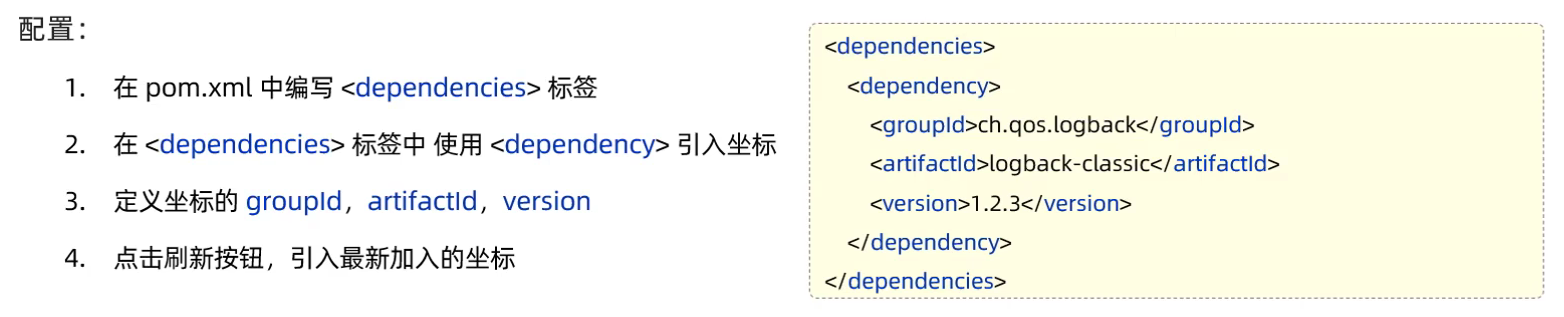 配置：
1. 在 pom.xml 中编写 <dependencies> 标签
2. 在 <dependencies> 标签中 使用 <dependency> 引入坐标
3. 定义坐标的 groupId，artifactId，version
4. 点击刷新按钮，引入最新加入的坐标
<dependencies>
<dependency>
<groupId>ch.qos.logback</groupId>
<artifactId>logback-classic</artifactId>
<version>1.2.3</version>
</dependency>
</dependencies>